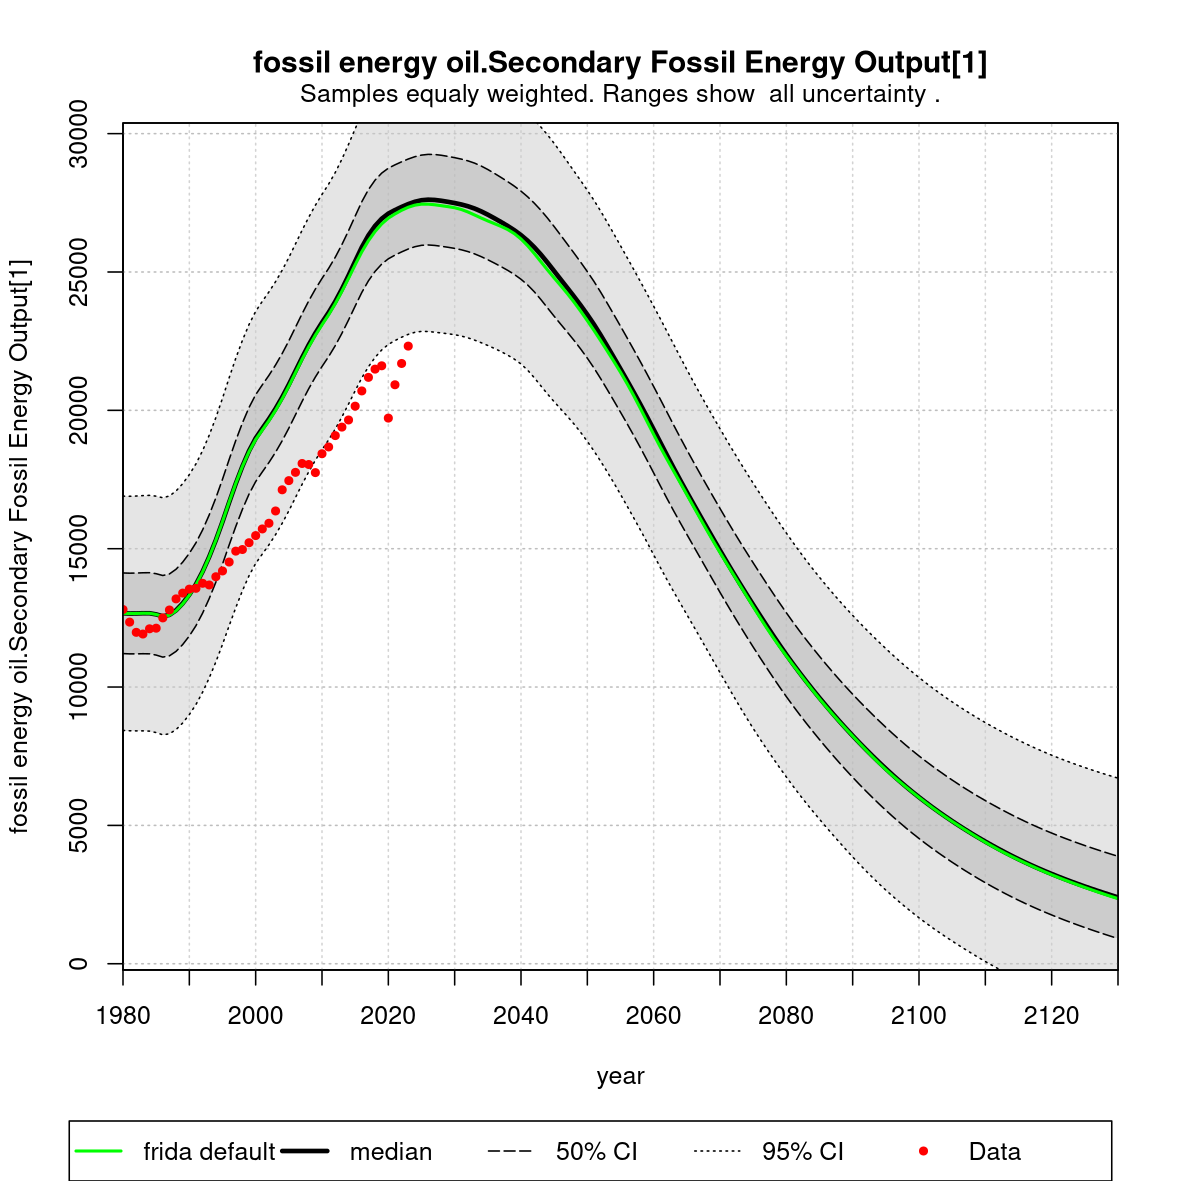 fossil energy oil.Secondary Fossil Energy Output[1]
Samples equaly weighted. Ranges show  all uncertainty .
fossil energy oil.Secondary Fossil Energy Output[1]
30000
25000
20000
15000
10000
5000
0
1980 2000 2020 2040 2060 2080 2100 2120
year
frida default median 50% CI 95% CI Data